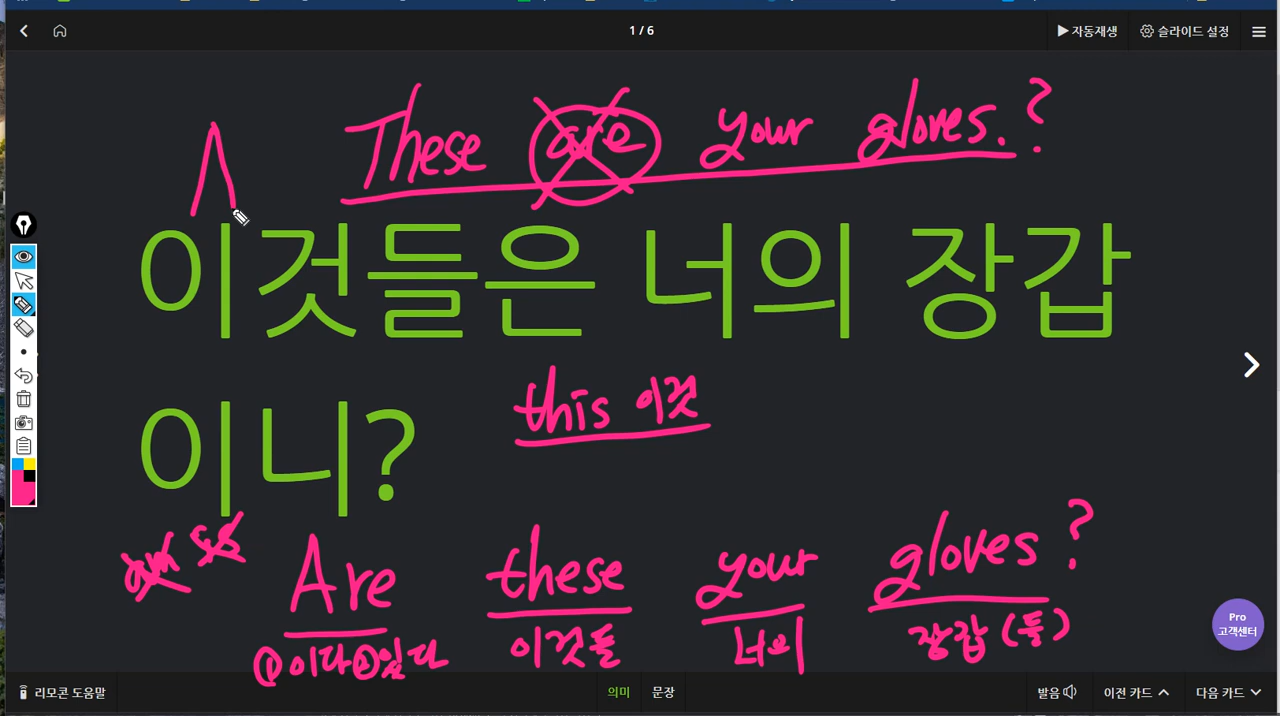 1 / 6
자동재생
슬라이드 설정
These are your gloves.?
이것들은 너의 장갑
이니?
this 이것
am is
Are these your gloves?
①이다②있다 이것들 너의 장갑(들)
Pro
고객센터
리모콘 도움말
의미
문장
발음
이전 카드
다음 카드